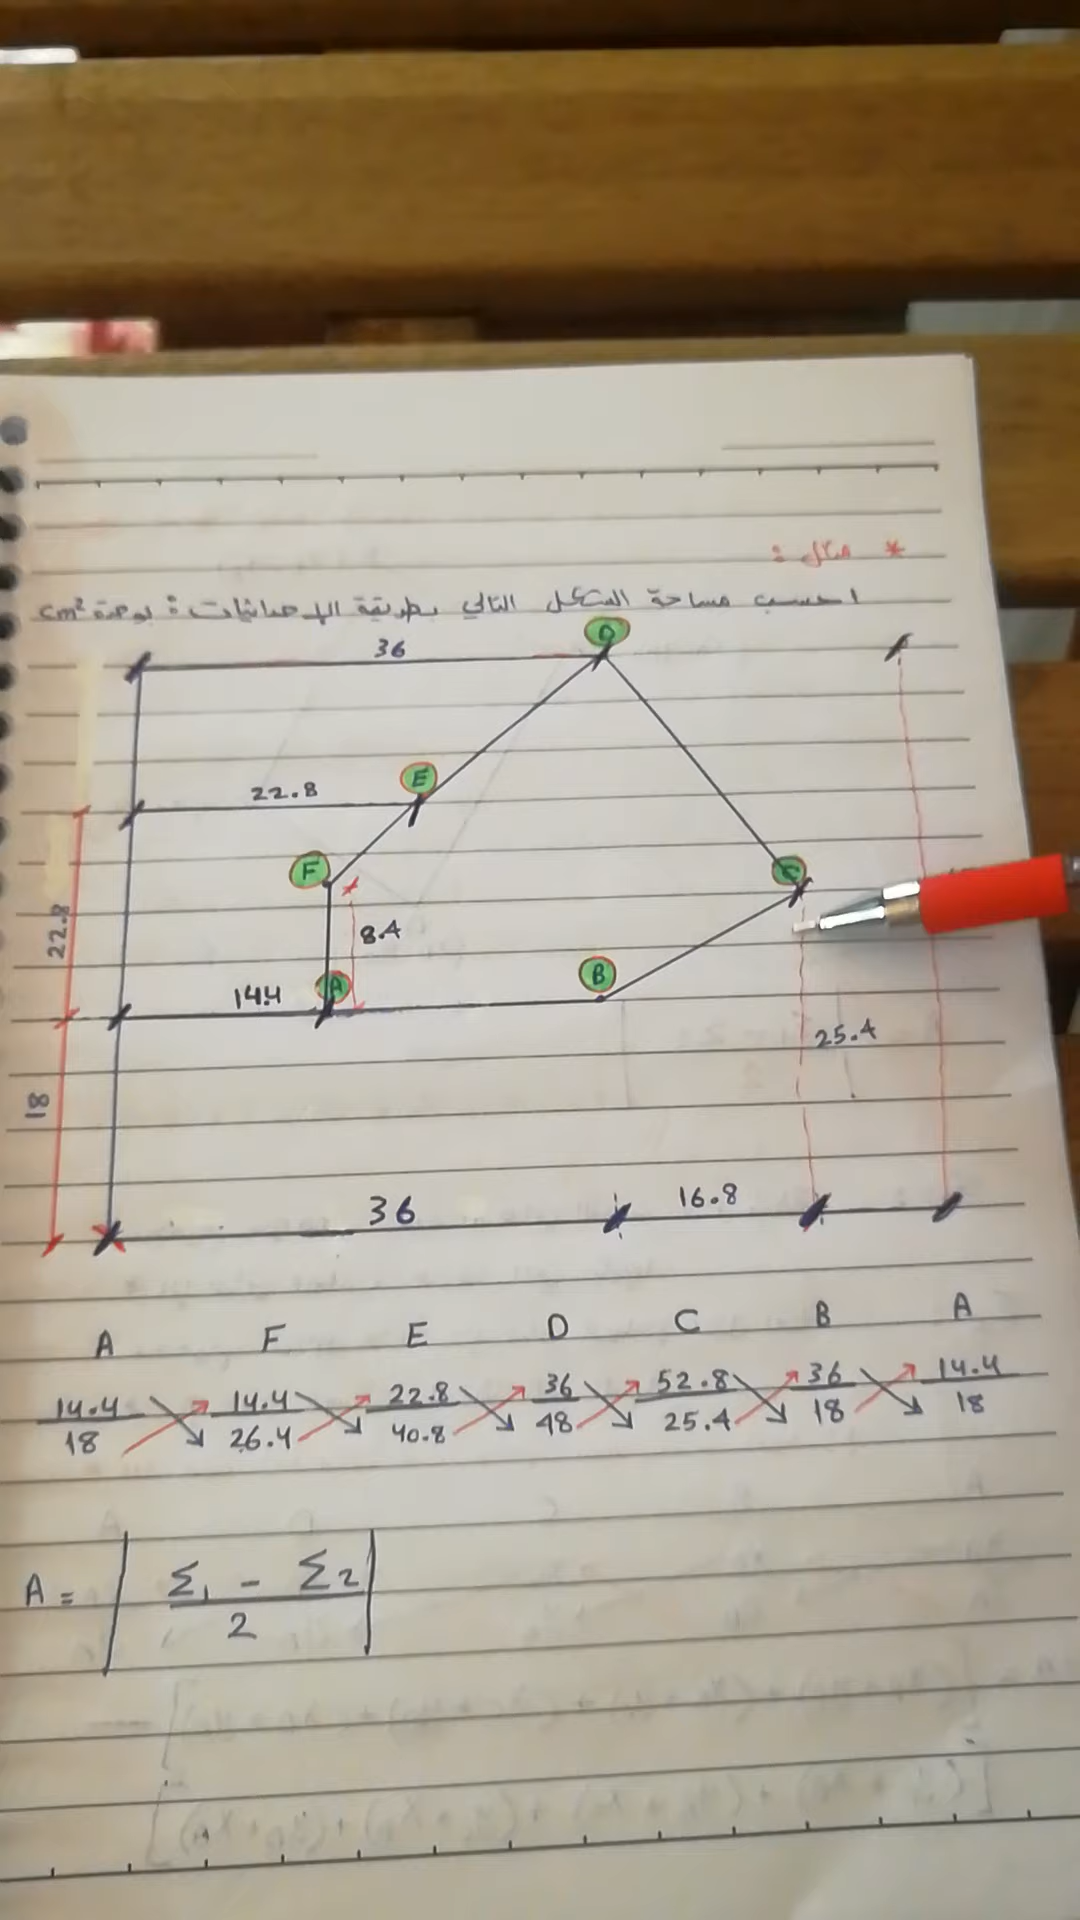 * مثال :
احسب مساحة الشكل التالي بطريقة الإحداثيات : بوحدة cm²
D
36
E
22.8
F
C
22.8
8.4
B
14.4 A
25.4
18
36 16.8
A F E D C B A
14.4 14.4 22.8 36 52.8 36 14.4
18 26.4 40.8 48 25.4 18 18
A = | Σ₁ - Σ₂ |
2